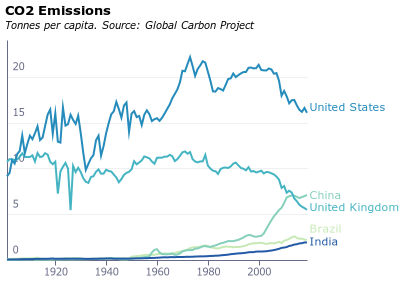 CO2 Emissions
Tonnes per capita. Source: Global Carbon Project
20
15
10
5
0
United States
China
United Kingdom
Brazil
India
1920 1940 1960 1980 2000